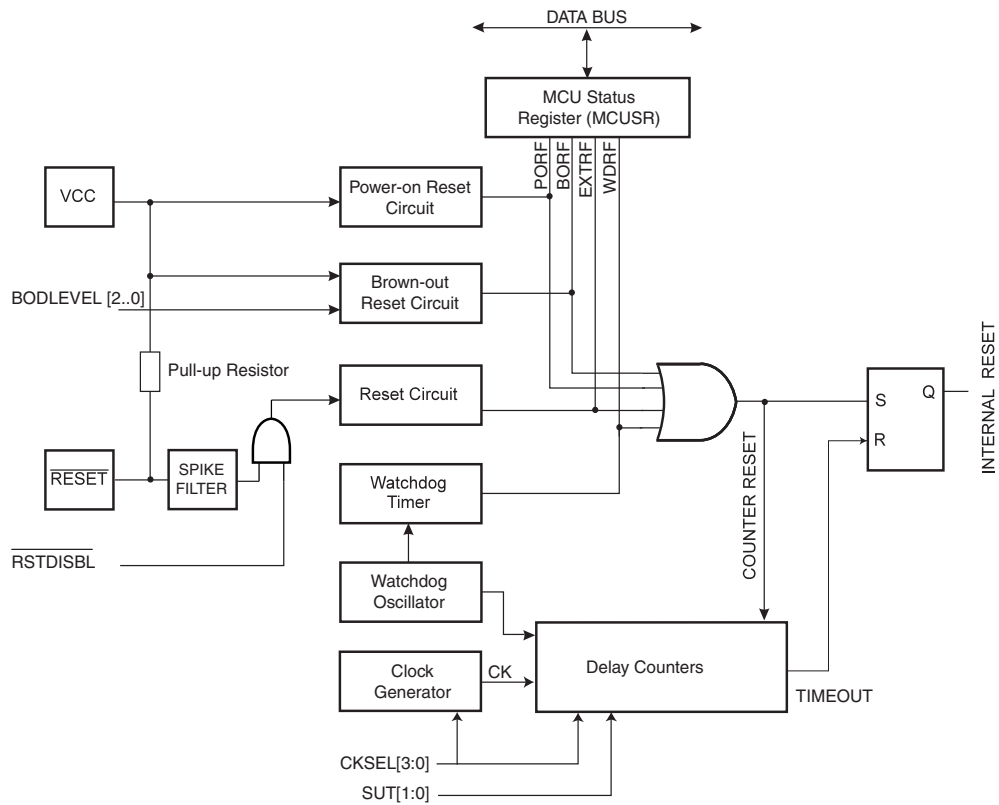 DATA BUS
MCU Status
Register (MCUSR)
PORF
BORF
EXTRF
WDRF
VCC
Power-on Reset
Circuit
BODLEVEL [2..0]
Brown-out
Reset Circuit
Pull-up Resistor
Reset Circuit
S
Q
R
INTERNAL RESET
RESET
SPIKE
FILTER
Watchdog
Timer
COUNTER RESET
RSTDISBL
Watchdog
Oscillator
Clock
Generator
CK
Delay Counters
TIMEOUT
CKSEL[3:0]
SUT[1:0]